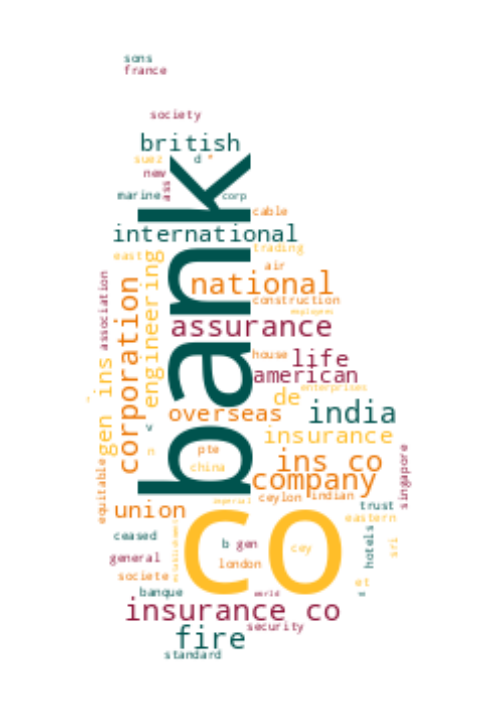 sons
france
society
british
suez
d
new
ass
marine
corp
cable
international
bank
trading
east
air
association
national
engineering
corporation
construction
employees
assurance
house
life
american
enterprises
gen ins
de
overseas
india
insurance
pte
ins co
china
company
equitable
singapore
ceylon
indian
imperial
trust
union
co
eastern
ceased
b
gen
cey
hotels
sri
general
london
societe
et
banque
world
insurance co
security
fire
standard